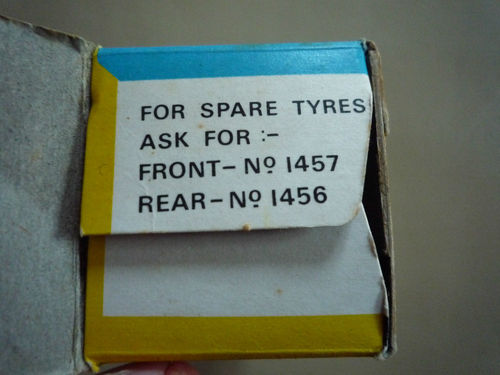 FOR SPARE TYRES
ASK FOR :-
FRONT- Nº 1457
REAR-Nº 1456